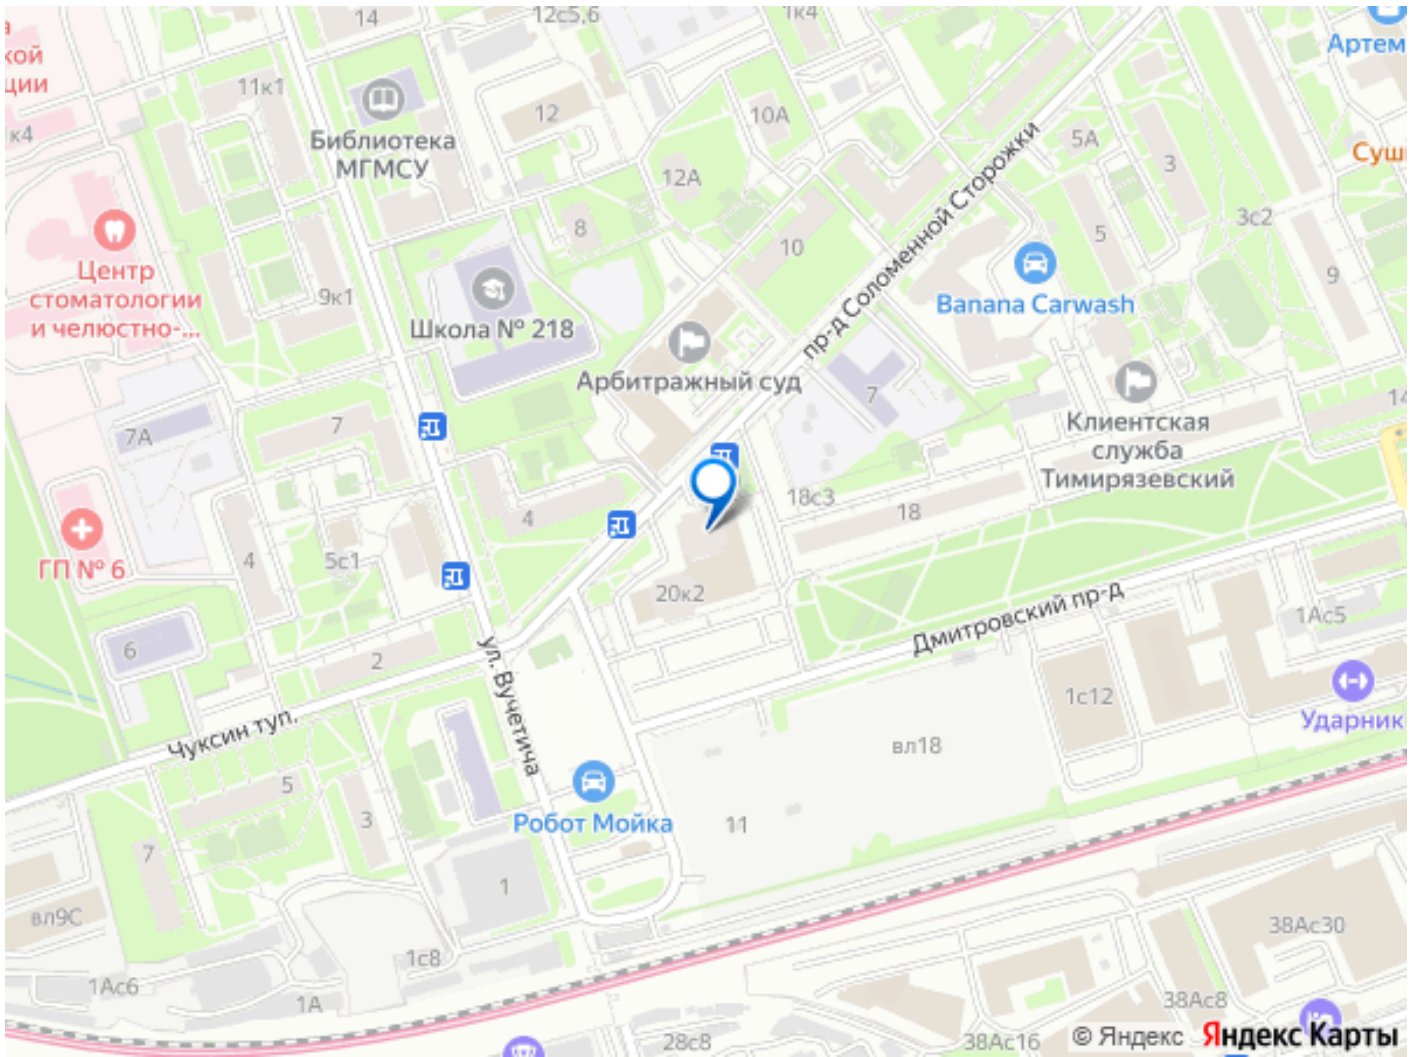 а
кой
ции
14
12с5,6
1к4
Артем
11к1
к4
Библиотека
МГМСУ
12
10А
5А
3
Суш
12А
8
10
пр-д Соломенной Сторожки
5
3с2
9
Центр
стоматологии
и челюстно-...
9к1
Школа № 218
Banana Carwash
Арбитражный суд
7
Клиентская
служба
Тимирязевский
14
7А
7
4
18с3
18
ГП № 6
4
5с1
20к2
Дмитровский пр-д
1Ас5
6
2
ул. Вучетича
1с12
Ударник
Чуксин туп.
вл18
5
3
Робот Мойка
11
7
1
вл9С
1с8
38Ас30
1Ас6
1А
38Ас8
28с8
38Ас16
© Яндекс
Яндекс Карты